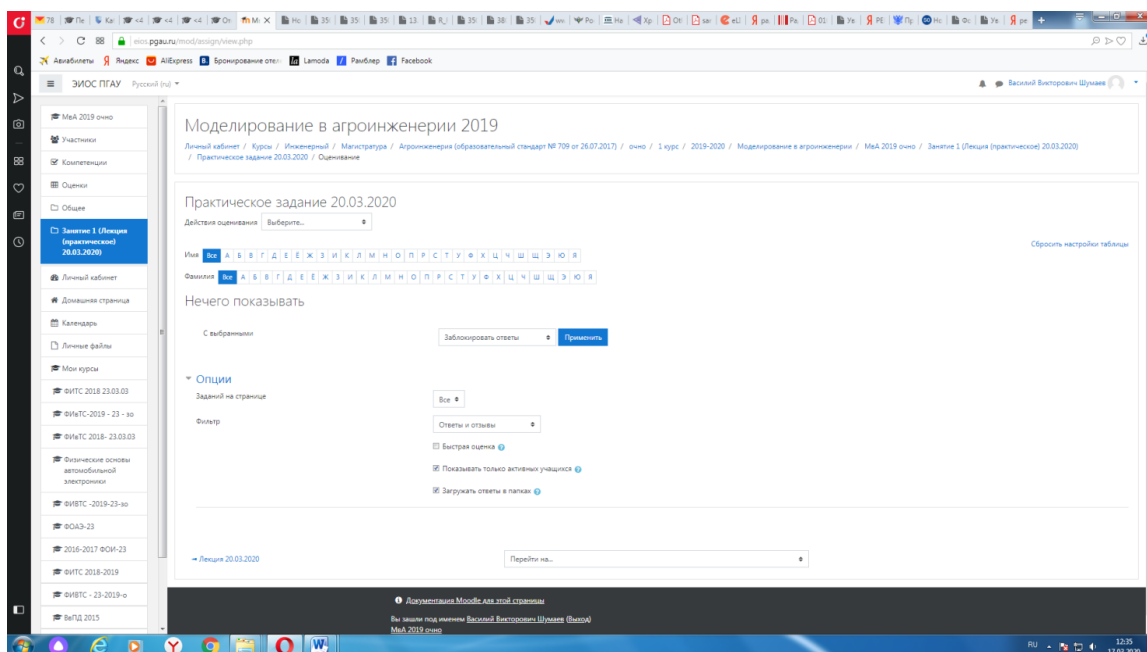 eios.pgau.ru/mod/assign/view.php
Авиабилеты Яндекс AliExpress Бронирование отел Lamoda Рамблер Facebook
ЭИОС ПГАУ Русский (ru)
Василий Викторович Шумаев
МеА 2019 очно
Участники
Компетенции
Оценки
Общее
Занятие 1 (Лекция
(практическое)
20.03.2020)
Личный кабинет
Домашняя страница
Календарь
Личные файлы
Мои курсы
ФИТС 2018 23.03.03
ФИвТС-2019 - 23 - зо
ФИвТС 2018- 23.03.03
Физические основы
автомобильной
электроники
ФИВТС -2019-23-зо
ФОАЭ-23
2016-2017 ФОИ-23
ФИТС 2018-2019
ФИВТС - 23-2019-о
ВвПД 2015
Моделирование в агроинженерии 2019
Личный кабинет / Курсы / Инженерный / Магистратура / Агроинженерия (образовательный стандарт № 709 от 26.07.2017) / очно / 1 курс / 2019-2020 / Моделирование в агроинженерии / МеА 2019 очно / Занятие 1 (Лекция (практическое) 20.03.2020)
/ Практическое задание 20.03.2020 / Оценивание
Практическое задание 20.03.2020
Действия оценивания Выберите...
Сбросить настройки таблицы
Имя Все А Б В Г Д Е Ё Ж З И К Л М Н О П Р С Т У Ф Х Ц Ч Ш Щ Э Ю Я
Фамилия Все А Б В Г Д Е Ё Ж З И К Л М Н О П Р С Т У Ф Х Ц Ч Ш Щ Э Ю Я
Нечего показывать
С выбранными Заблокировать ответы Применить
Опции
Заданий на странице Все
Фильтр Ответы и отзывы
Быстрая оценка
Показывать только активных учащихся
Загружать ответы в папках
→ Лекция 20.03.2020 Перейти на...
Документация Moodle для этой страницы
Вы зашли под именем Василий Викторович Шумаев (Выход)
МеА 2019 очно
RU 12:35
17.03.2020